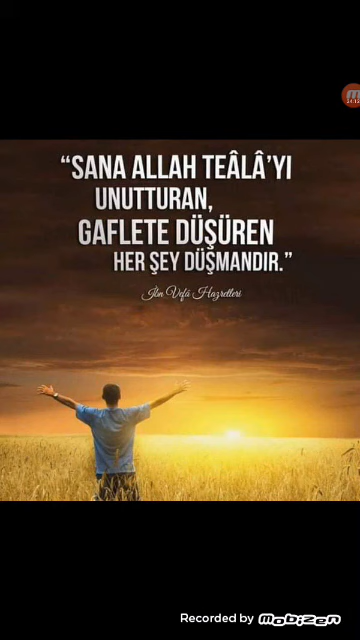 “SANA ALLAH TEÂLÂ’YI
UNUTTURAN,
GAFLETE DÜŞÜREN
HER ŞEY DÜŞMANDIR.”
İbn Vefâ Hazretleri
Recorded by mobizen